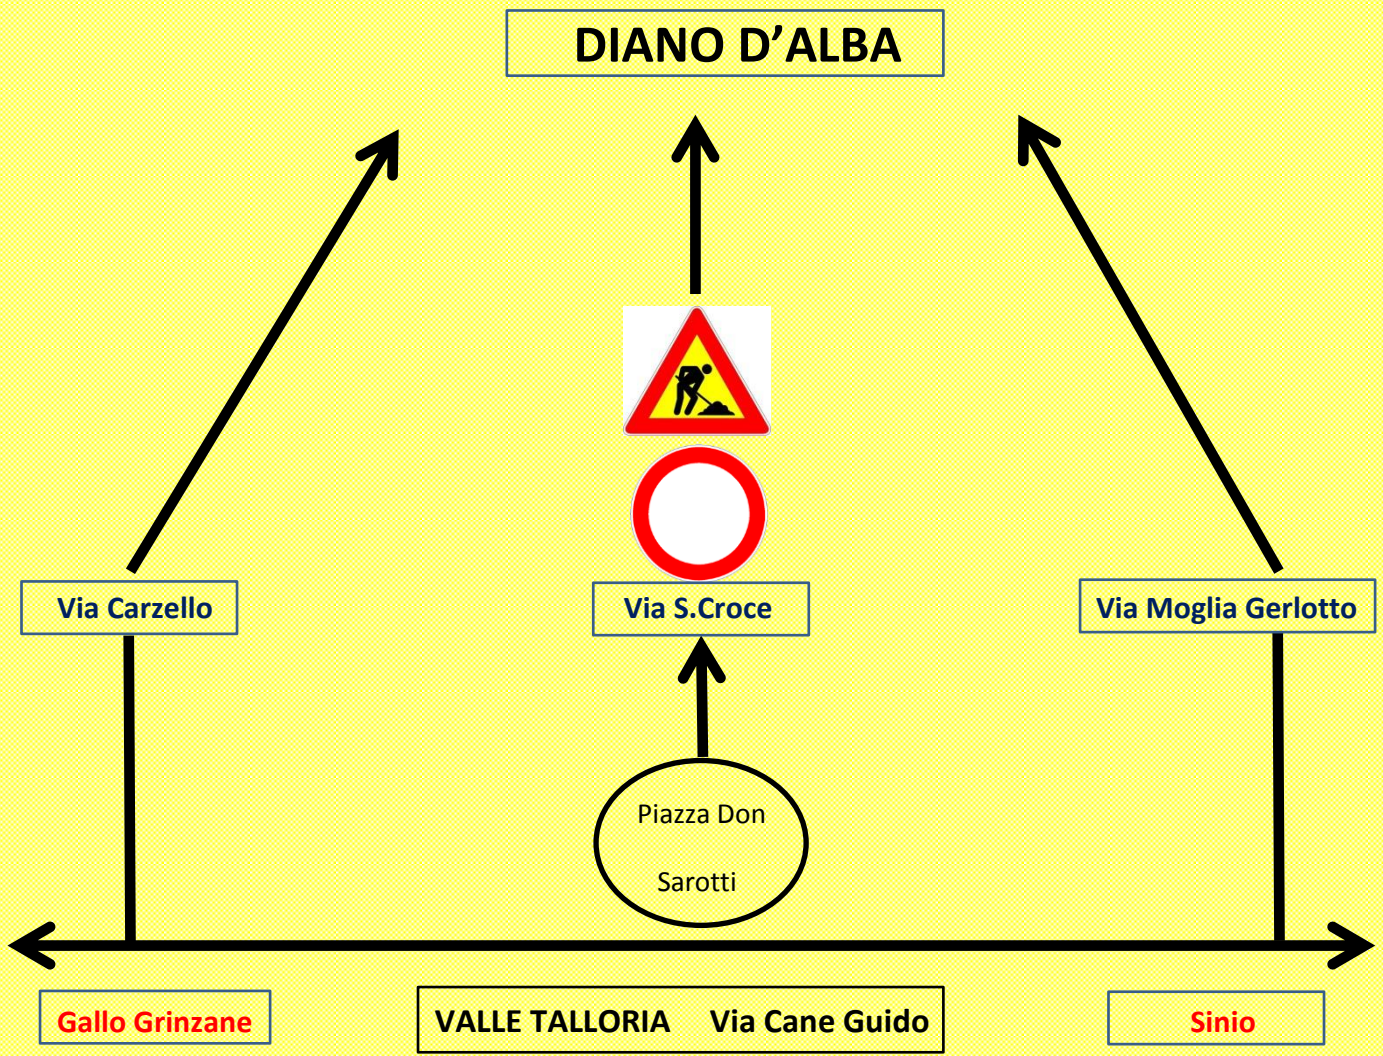 DIANO D'ALBA
Via Carzello
Via S.Croce
Via Moglia Gerlotto
Piazza Don
Sarotti
Gallo Grinzane
VALLE TALLORIA Via Cane Guido
Sinio